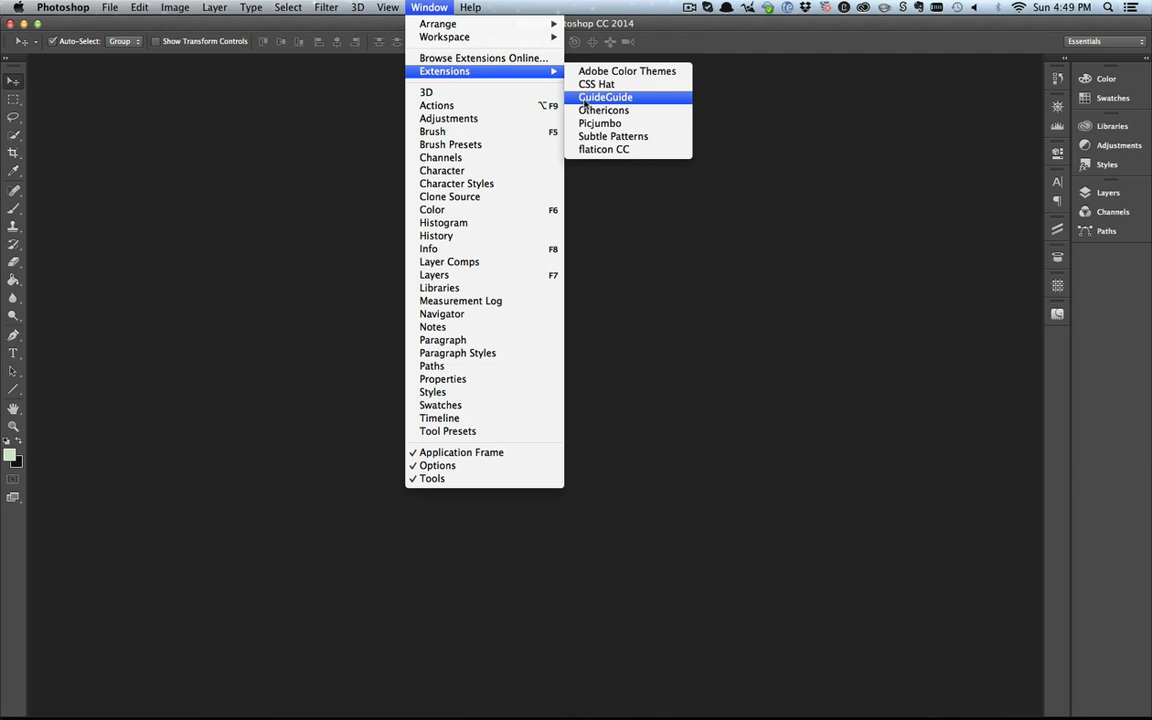 Photoshop File Edit Image Layer Type Select Filter 3D View Window Help Sun 4:49 PM
toshop CC 2014
Auto-Select: Group Show Transform Controls Essentials
Arrange
Workspace
Browse Extensions Online...
Extensions
3D
Actions ⌥F9
Adjustments
Brush F5
Brush Presets
Channels
Character
Character Styles
Clone Source
Color F6
Histogram
History
Info F8
Layer Comps
Layers F7
Libraries
Measurement Log
Navigator
Notes
Paragraph
Paragraph Styles
Paths
Properties
Styles
Swatches
Timeline
Tool Presets
✓ Application Frame
✓ Options
✓ Tools
Adobe Color Themes
CSS Hat
GuideGuide
Othericons
Picjumbo
Subtle Patterns
flaticon CC
Color
Swatches
Libraries
Adjustments
Styles
Layers
Channels
Paths